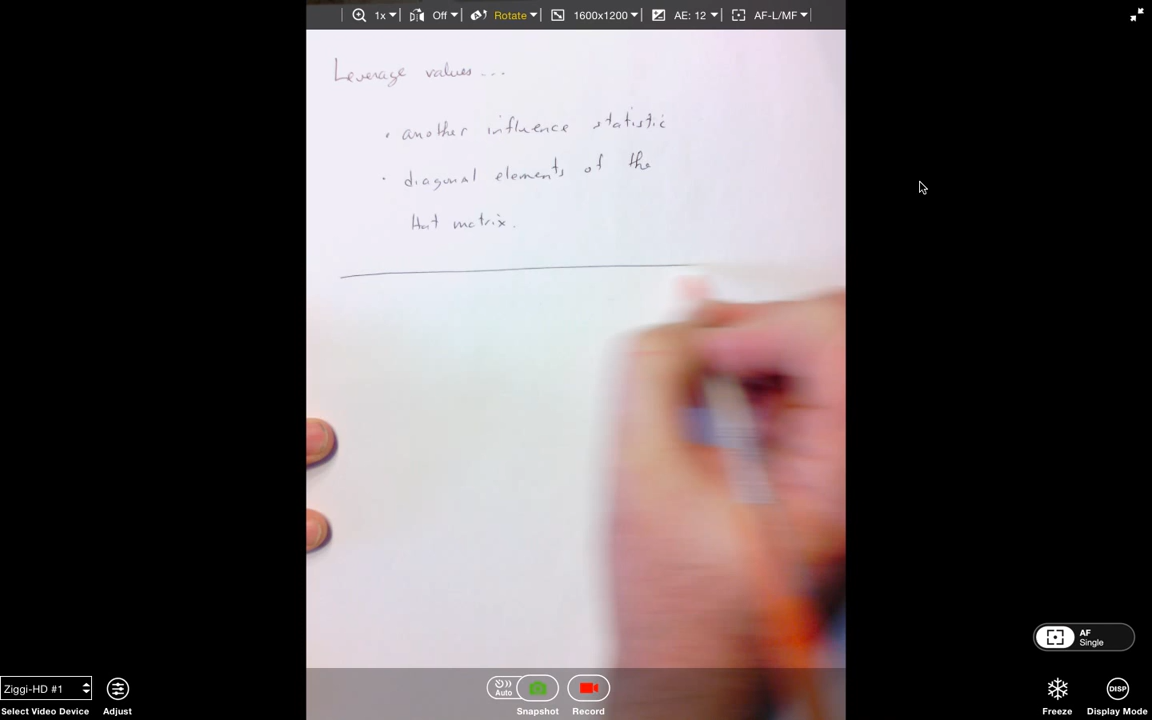 1x Off Rotate 1600x1200 AE: 12 AF-L/MF
Leverage values...
· another influence statistic
· diagonal elements of the
Hat matrix.
AF
Single
Auto
Ziggi-HD #1
Select Video Device Adjust Snapshot Record Freeze DISP Display Mode